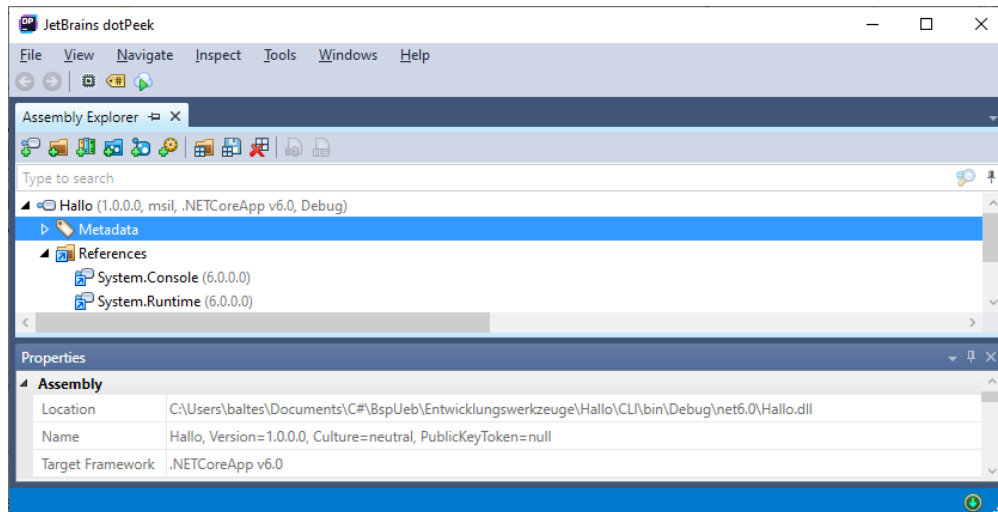 JetBrains dotPeek
File View Navigate Inspect Tools Windows Help
Assembly Explorer
Type to search
Hallo (1.0.0.0, msil, .NETCoreApp v6.0, Debug)
Metadata
References
System.Console (6.0.0.0)
System.Runtime (6.0.0.0)
Properties
Assembly
Location C:\Users\baltes\Documents\C#\BspUeb\Entwicklungswerkzeuge\Hallo\CLI\bin\Debug\net6.0\Hallo.dll
Name Hallo, Version=1.0.0.0, Culture=neutral, PublicKeyToken=null
Target Framework .NETCoreApp v6.0